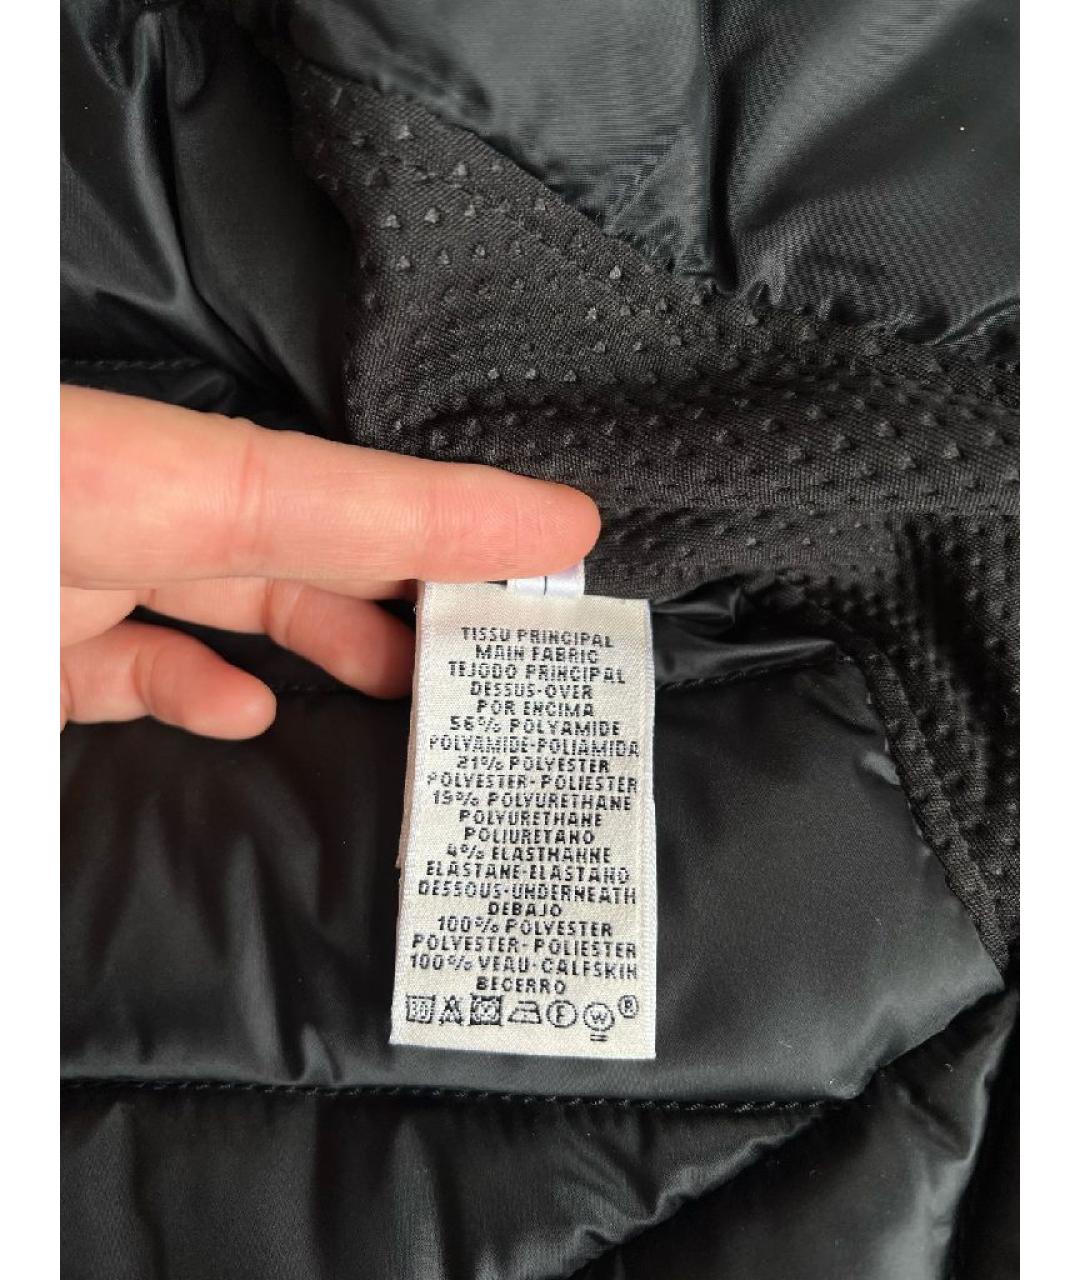 TISSU PRINCIPAL
MAIN FABRIC
TEJODO PRINCIPAL
DESSUS-OVER
POR ENCIMA
56% POLYAMIDE
POLYAMIDE-POLIAMIDA
21% POLYESTER
POLYESTER-POLIESTER
19% POLYURETHANE
POLYURETHANE
POLIURETANO
4% ELASTHANNE
ELASTANE-ELASTANO
DESSOUS-UNDERNEATH
DEBAJO
100% POLYESTER
POLYESTER-POLIESTER
100% VEAU-CALFSKIN
BECERRO
F W ®